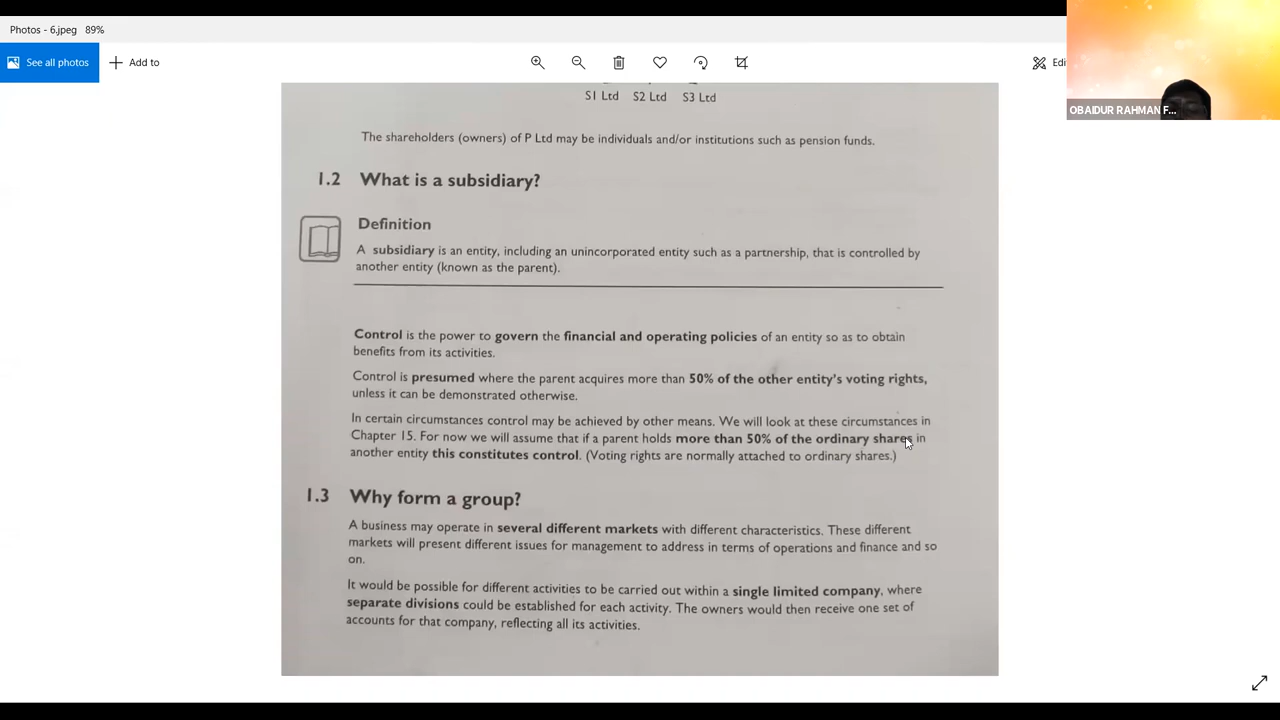 Photos - 6.jpeg 89%
See all photos
Add to
Edi
OBAIDUR RAHMAN F...
S1 Ltd S2 Ltd S3 Ltd
The shareholders (owners) of P Ltd may be individuals and/or institutions such as pension funds.
1.2 What is a subsidiary?
Definition
A subsidiary is an entity, including an unincorporated entity such as a partnership, that is controlled by
another entity (known as the parent).
Control is the power to govern the financial and operating policies of an entity so as to obtain
benefits from its activities.
Control is presumed where the parent acquires more than 50% of the other entity's voting rights,
unless it can be demonstrated otherwise.
In certain circumstances control may be achieved by other means. We will look at these circumstances in
Chapter 15. For now we will assume that if a parent holds more than 50% of the ordinary shares in
another entity this constitutes control. (Voting rights are normally attached to ordinary shares.)
1.3 Why form a group?
A business may operate in several different markets with different characteristics. These different
markets will present different issues for management to address in terms of operations and finance and so
on.
It would be possible for different activities to be carried out within a single limited company, where
separate divisions could be established for each activity. The owners would then receive one set of
accounts for that company, reflecting all its activities.